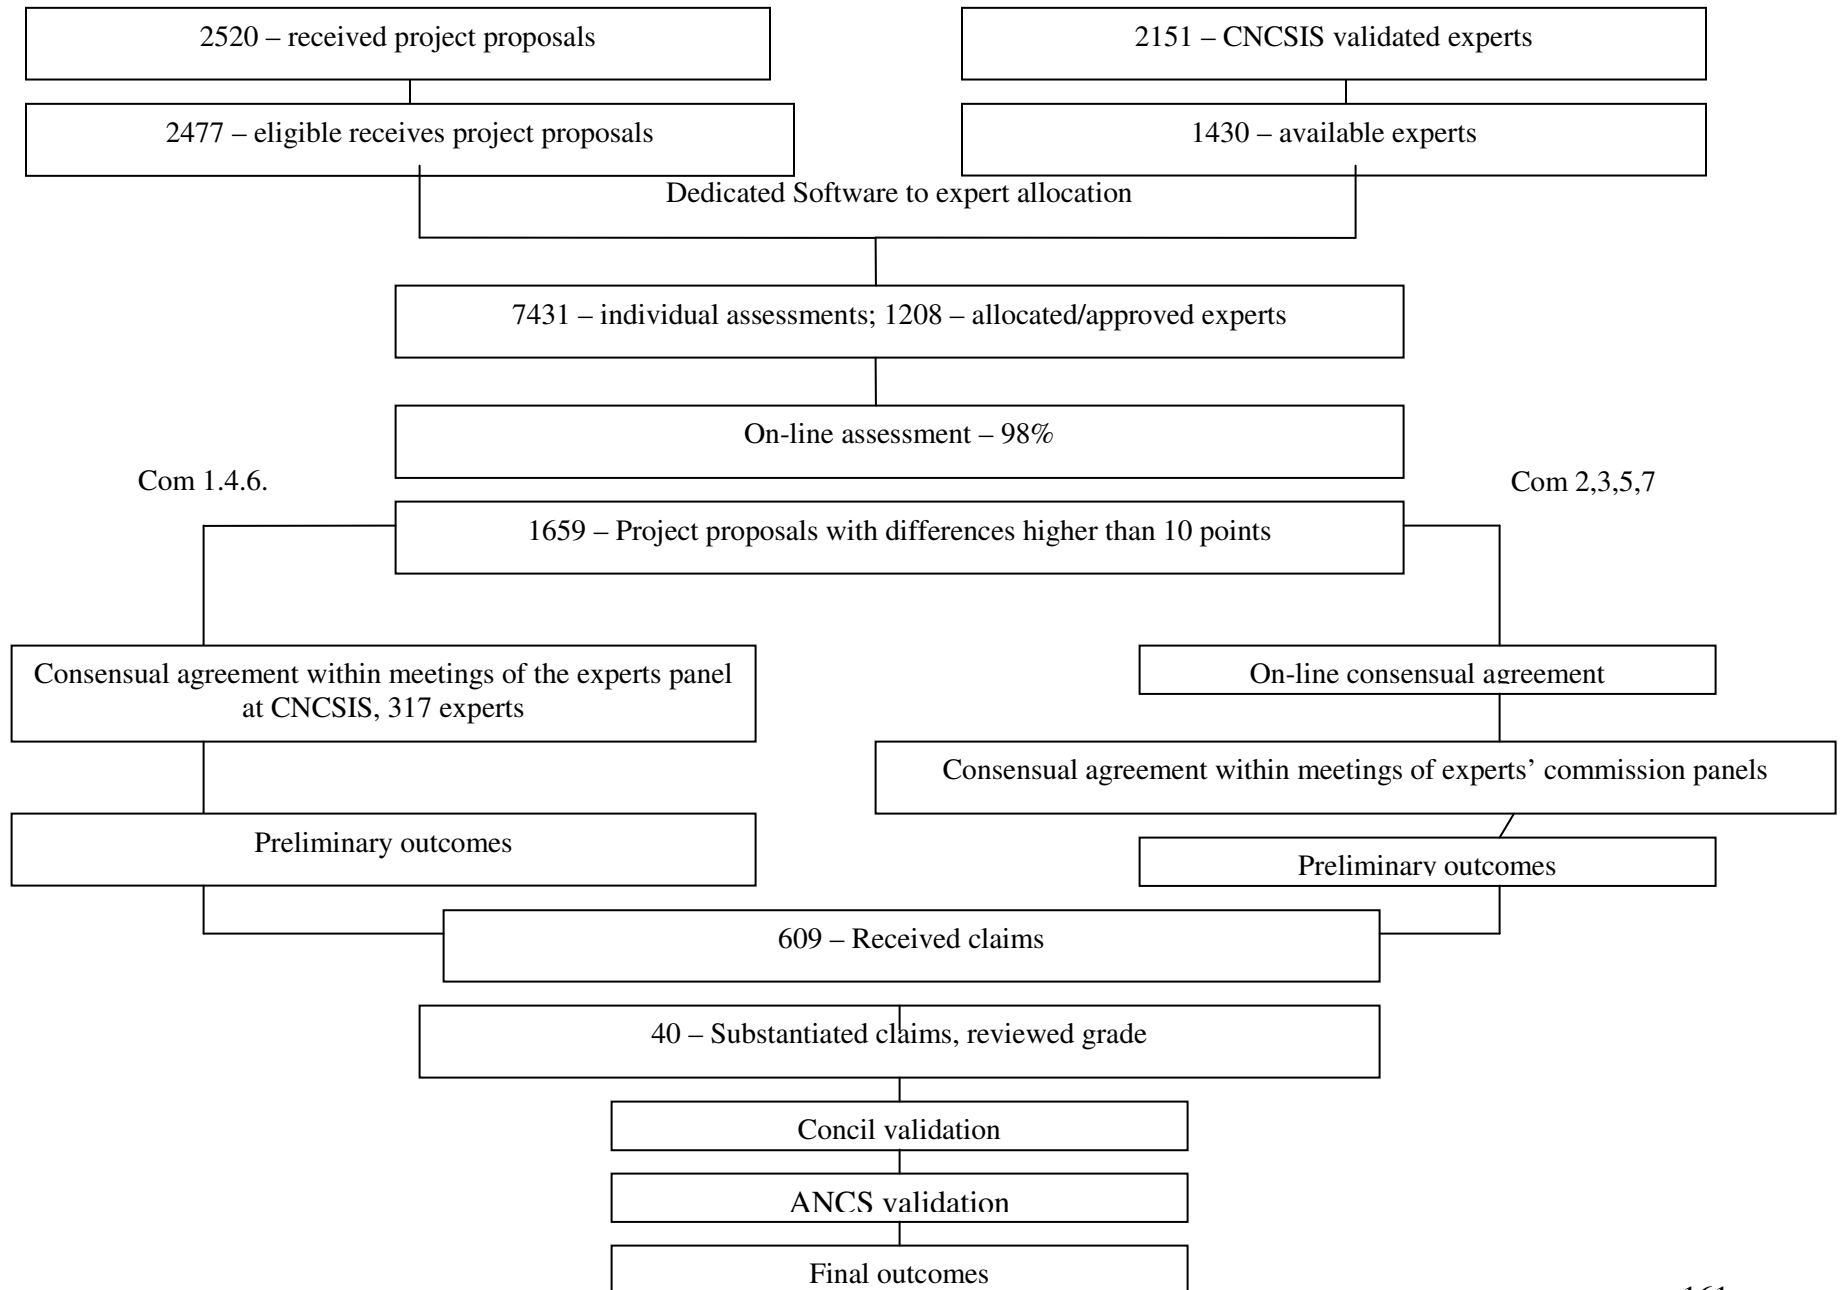 2520 – received project proposals
2151 – CNCSIS validated experts
2477 – eligible receives project proposals
1430 – available experts
Dedicated Software to expert allocation
7431 – individual assessments; 1208 – allocated/approved experts
On-line assessment – 98%
Com 1.4.6.
Com 2,3,5,7
1659 – Project proposals with differences higher than 10 points
Consensual agreement within meetings of the experts panel
at CNCSIS, 317 experts
On-line consensual agreement
Consensual agreement within meetings of experts’ commission panels
Preliminary outcomes
Preliminary outcomes
609 – Received claims
40 – Substantiated claims, reviewed grade
Concil validation
ANCS validation
Final outcomes